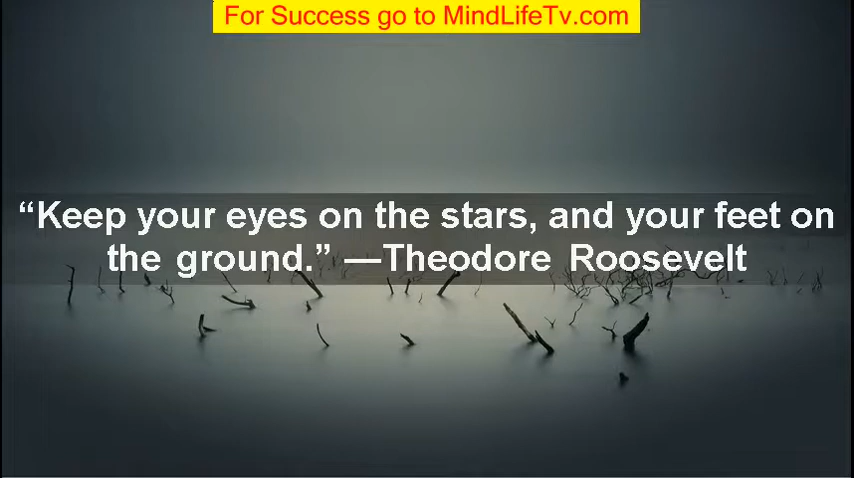 For Success go to MindLifeTv.com
“Keep your eyes on the stars, and your feet on
the ground.” —Theodore Roosevelt